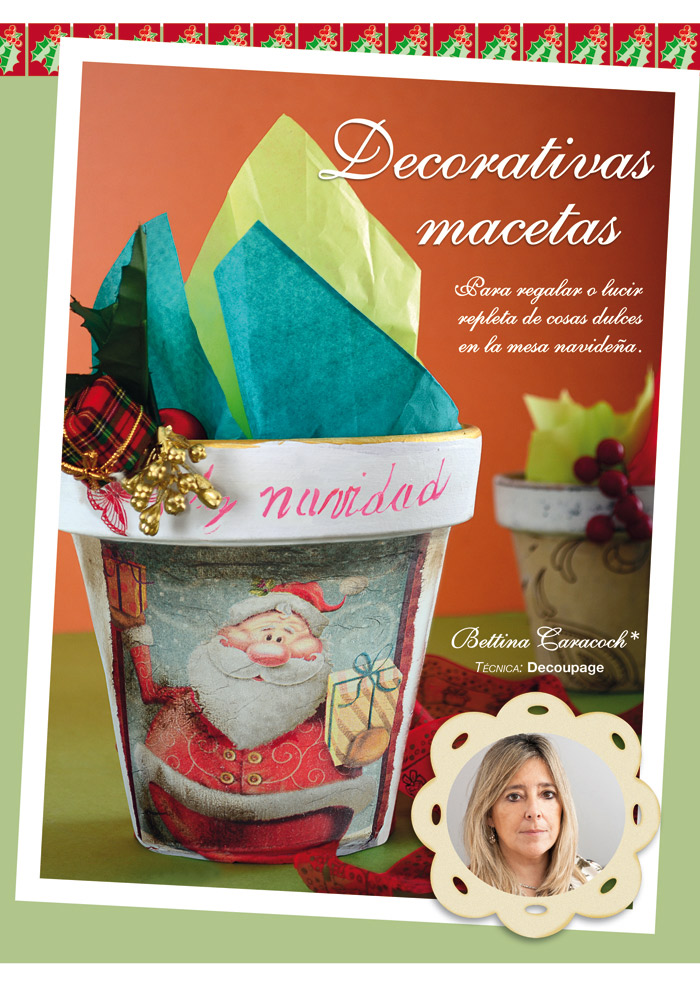 Decorativas
macetas
Para regalar o lucir
repleta de cosas dulces
en la mesa navideña.
navidad
Bettina Caracoch*
TÉCNICA: Decoupage